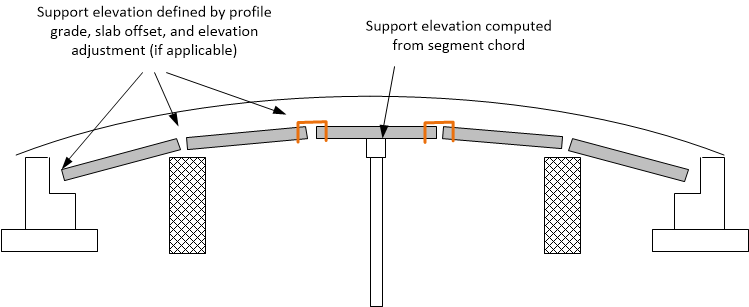 Support elevation defined by profile
grade, slab offset, and elevation
adjustment (if applicable)
Support elevation computed
from segment chord